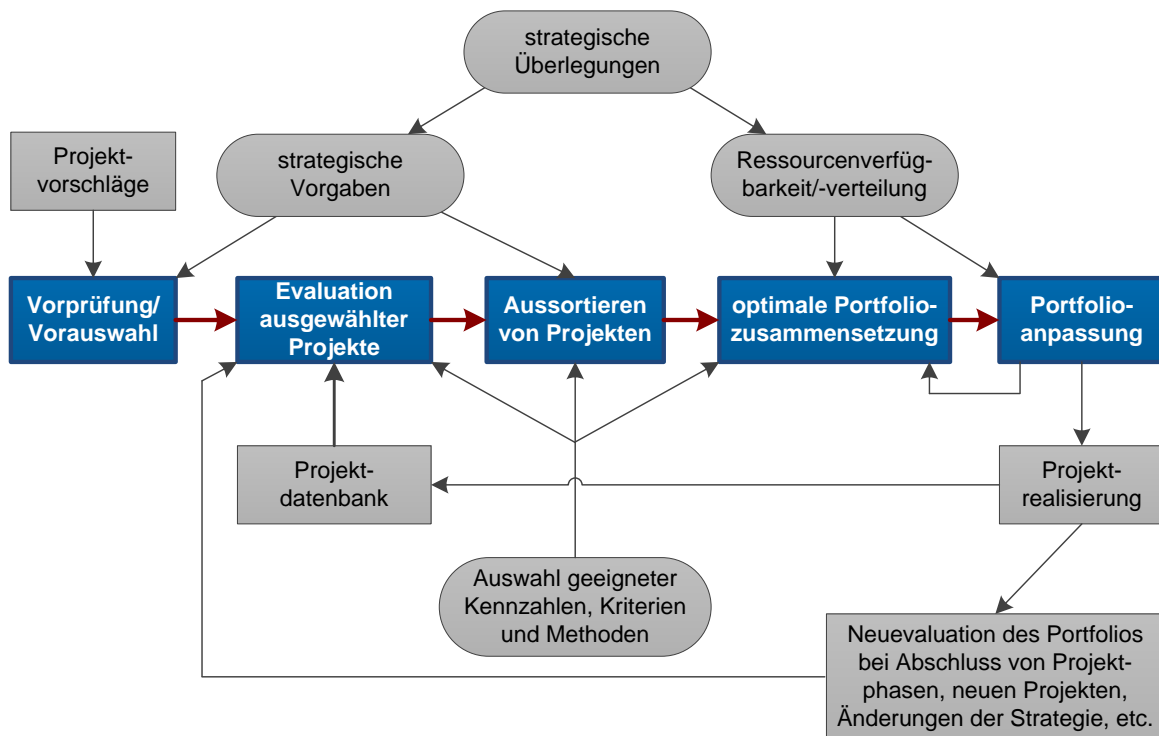 strategische
Überlegungen
Projekt-
vorschläge
strategische
Vorgaben
Ressourcenverfüg-
barkeit/-verteilung
Vorprüfung/
Vorauswahl
Evaluation
ausgewählter
Projekte
Aussortieren
von Projekten
optimale Portfolio-
zusammensetzung
Portfolio-
anpassung
Projekt-
datenbank
Projekt-
realisierung
Auswahl geeigneter
Kennzahlen, Kriterien
und Methoden
Neuevaluation des Portfolios
bei Abschluss von Projekt-
phasen, neuen Projekten,
Änderungen der Strategie, etc.